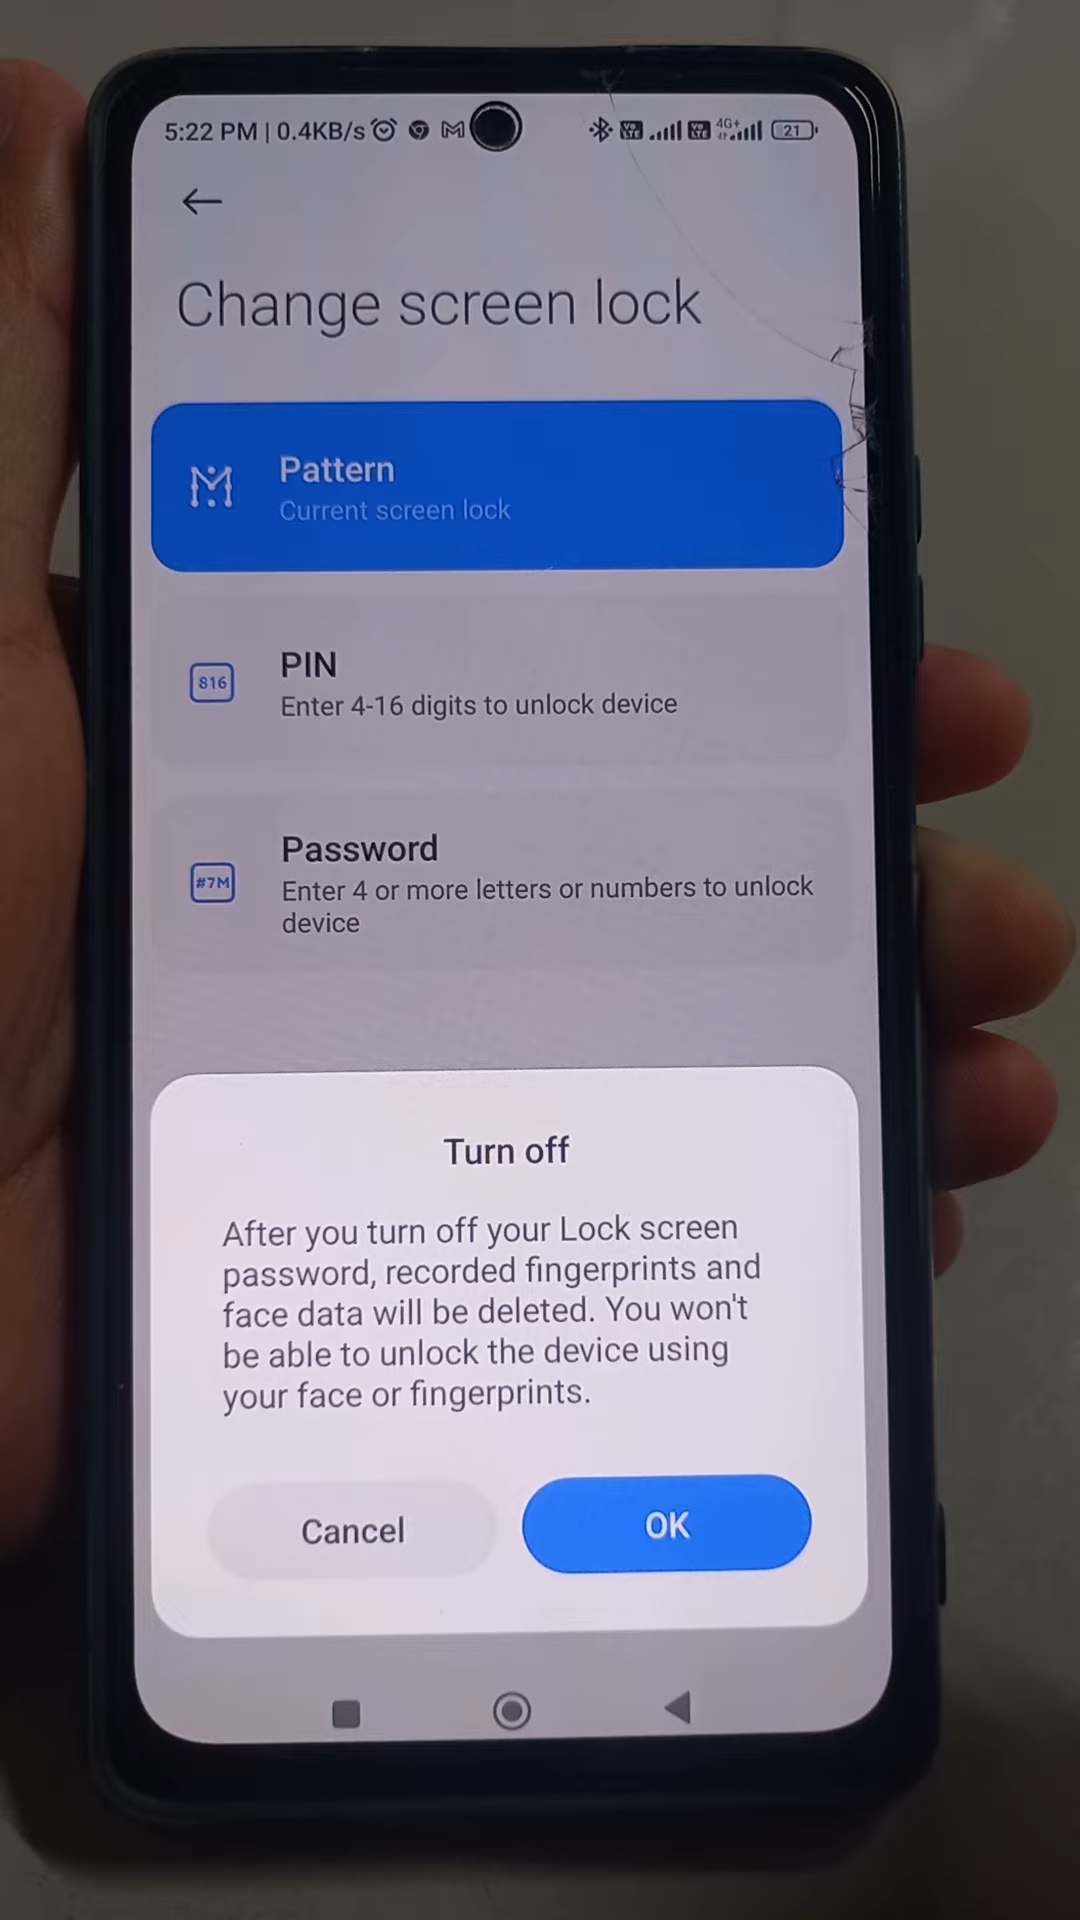 5:22 PM | 0.4KB/s 4G+ 21
Change screen lock
Pattern
Current screen lock
816
PIN
Enter 4-16 digits to unlock device
#7M
Password
Enter 4 or more letters or numbers to unlock
device
Turn off
After you turn off your Lock screen
password, recorded fingerprints and
face data will be deleted. You won't
be able to unlock the device using
your face or fingerprints.
Cancel
OK